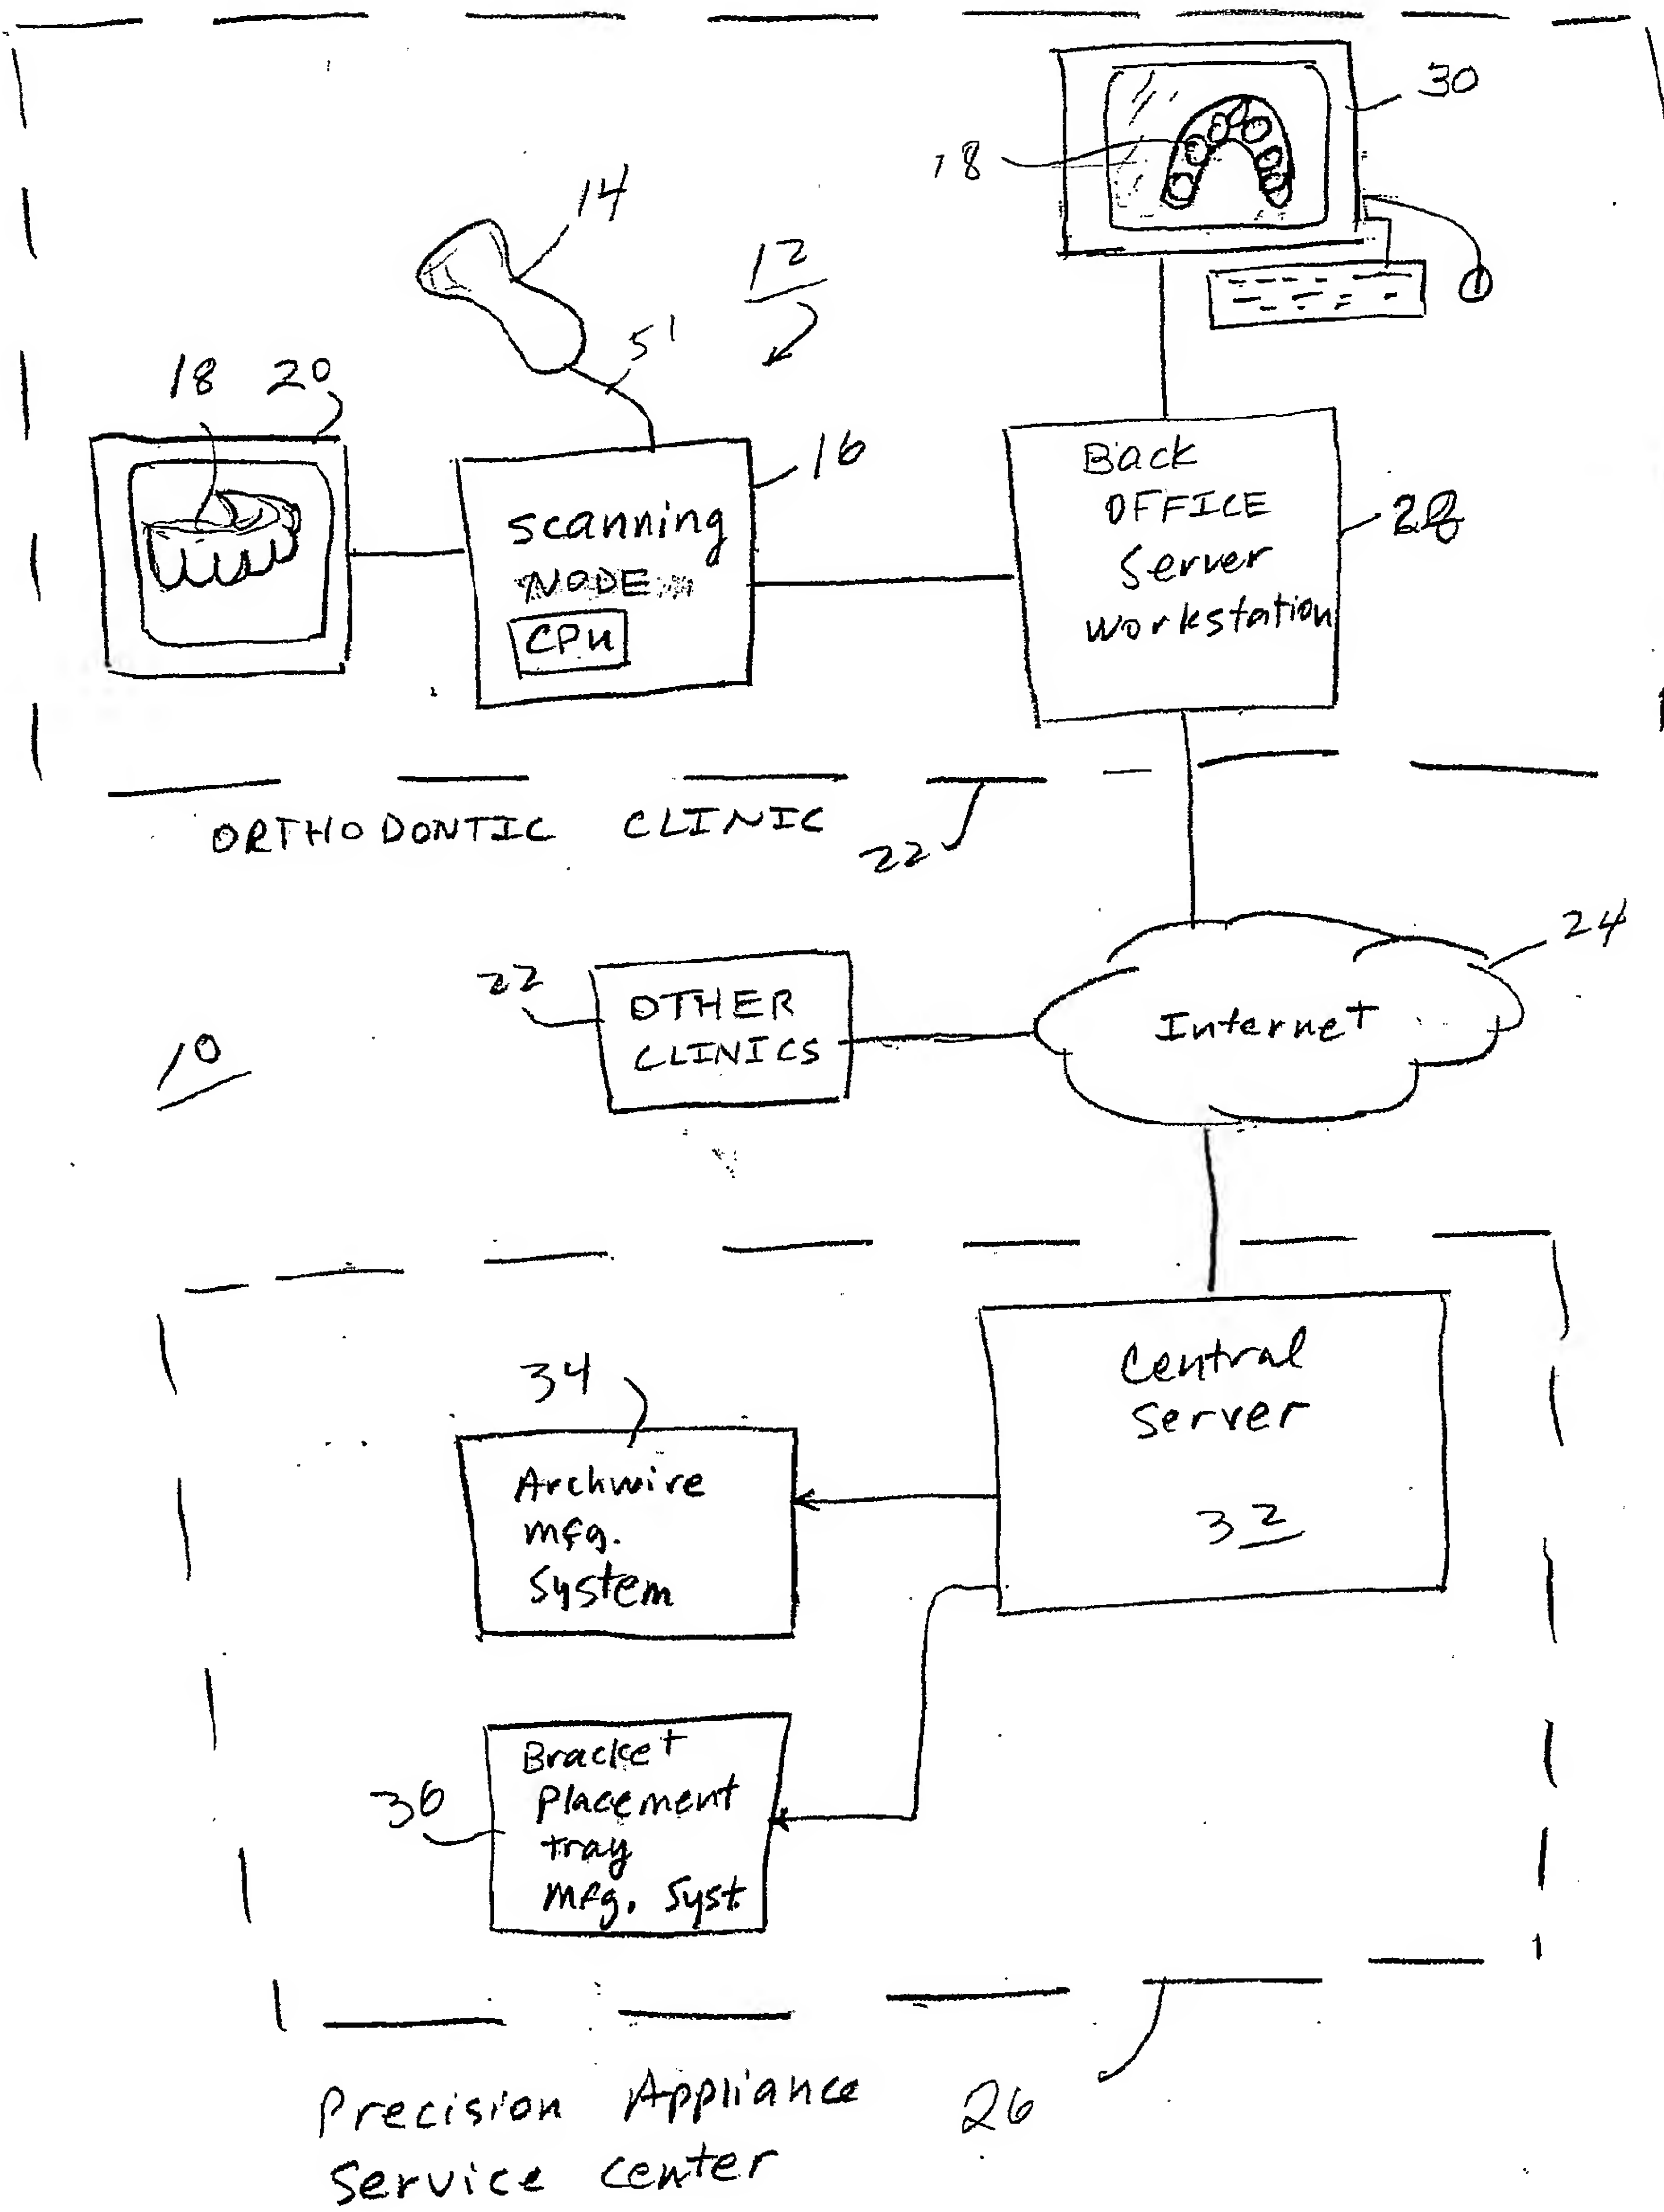 30
18
14
12
51
18 20
16
Back
OFFICE
Server
Workstation
28
Scanning
NODE
CPU
ORTHODONTIC CLINIC
22
24
22
OTHER
CLINICS
Internet
10
Central
Server
32
34
Archwire
mfg.
System
36
Bracket
Placement
tray
mfg. Syst.
Precision Appliance
Service Center
26